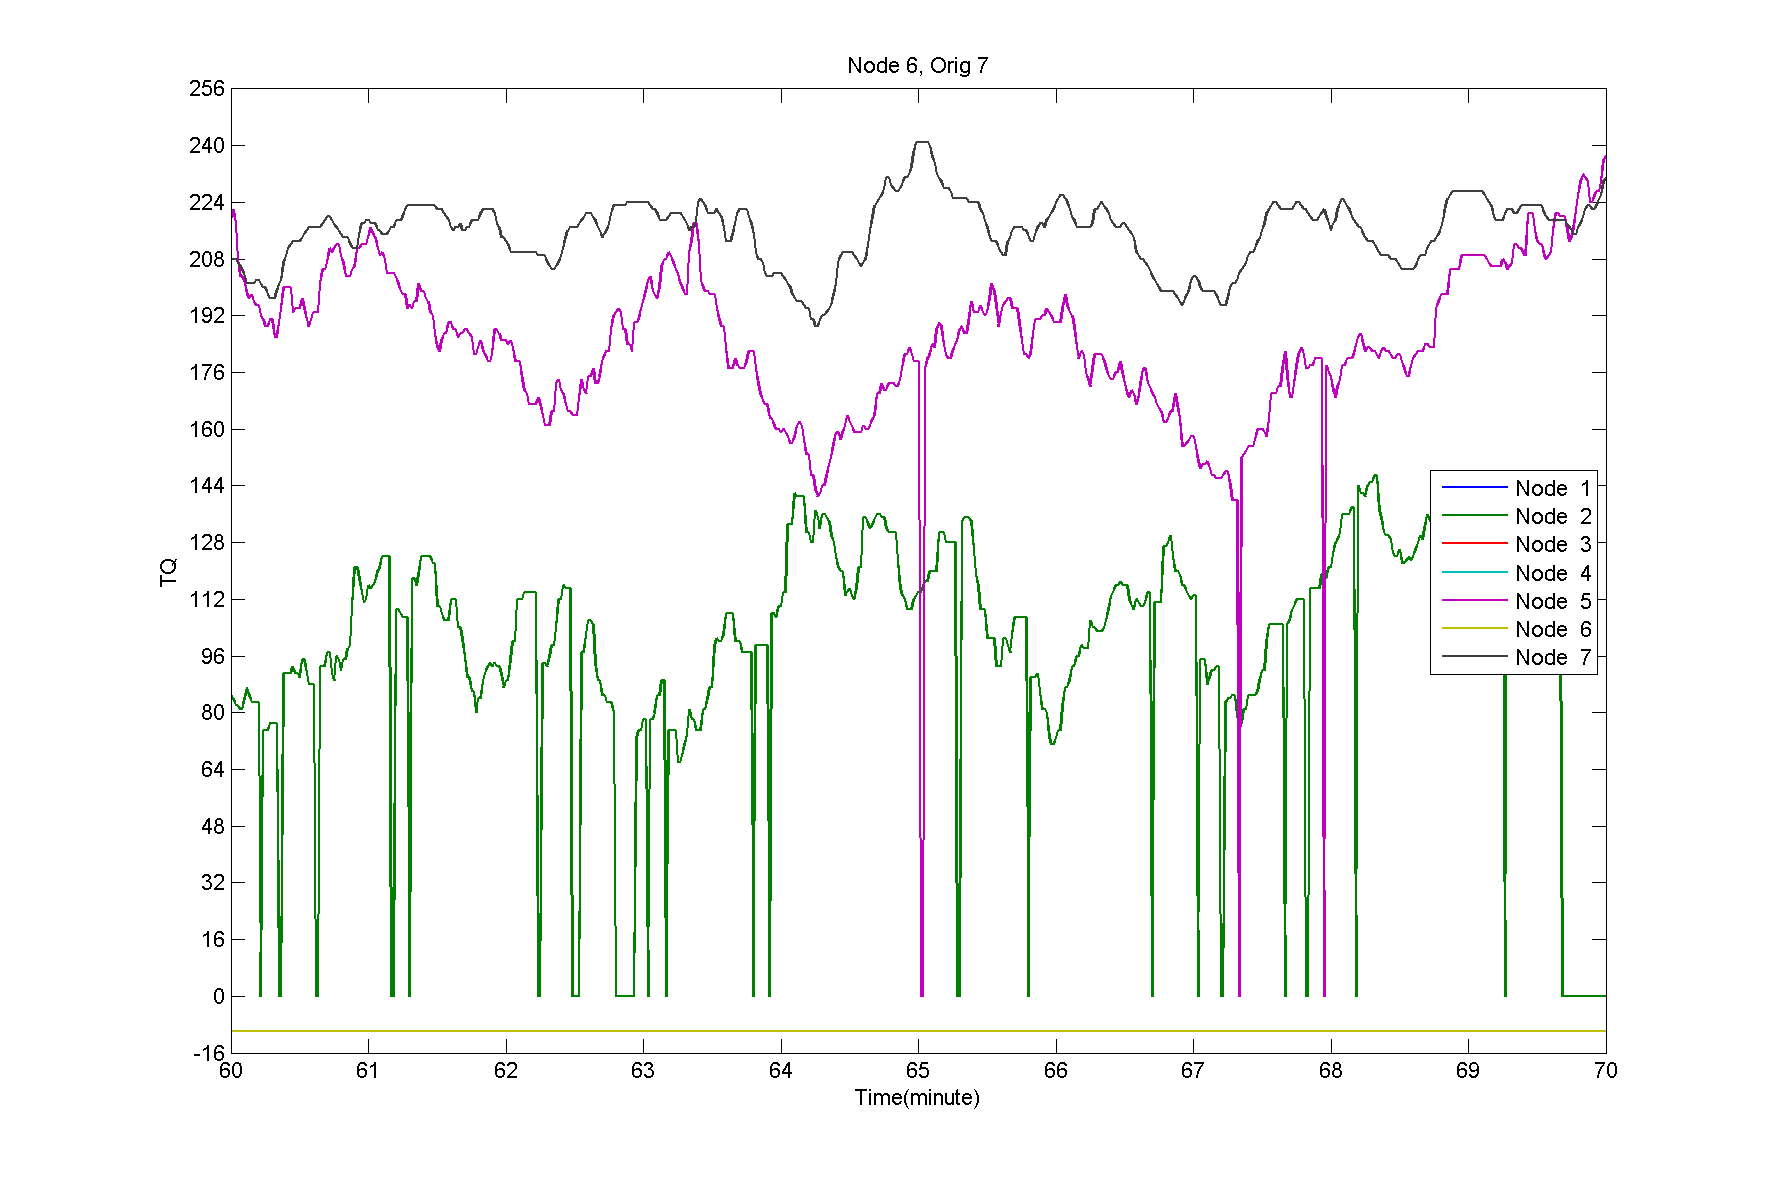 Node 6, Orig 7
256
240
224
208
192
176
160
144
128
112
96
80
64
48
32
16
0
-16
TQ
Node 1
Node 2
Node 3
Node 4
Node 5
Node 6
Node 7
60 61 62 63 64 65 66 67 68 69 70
Time(minute)